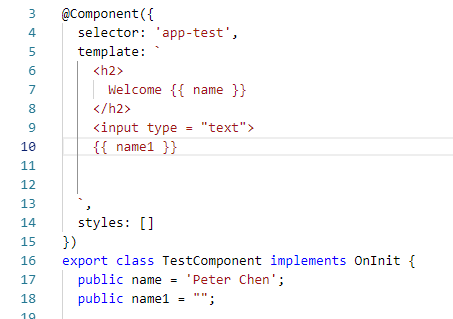 3 @Component({
4 selector: 'app-test',
5 template: `
6 <h2>
7 Welcome {{ name }}
8 </h2>
9 <input type = "text">
10 {{ name1 }}
11
12
13 `,
14 styles: []
15 })
16 export class TestComponent implements OnInit {
17 public name = 'Peter Chen';
18 public name1 = "";
19